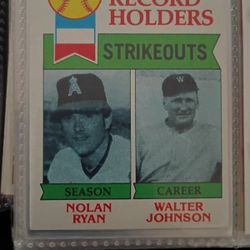 RECORD
HOLDERS
STRIKEOUTS
A
W
SEASON
CAREER
NOLAN
RYAN
WALTER
JOHNSON